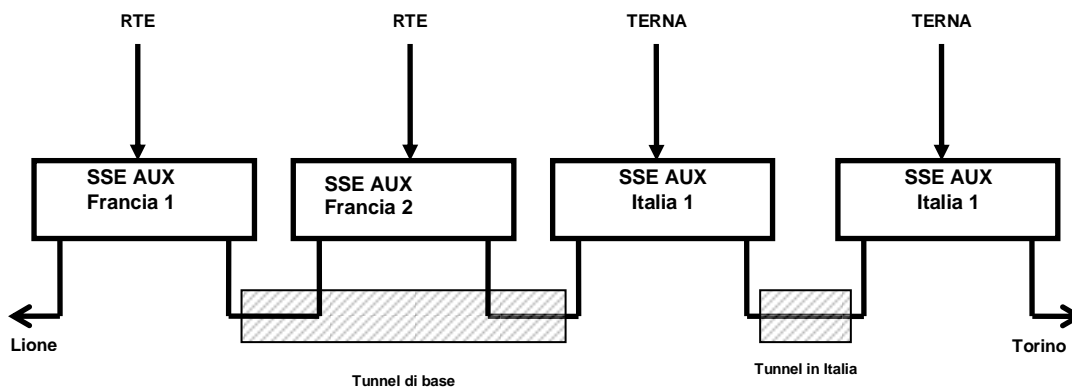 RTE
RTE
TERNA
TERNA
SSE AUX
Francia 1
SSE AUX
Francia 2
SSE AUX
Italia 1
SSE AUX
Italia 1
Lione
Tunnel di base
Tunnel in Italia
Torino